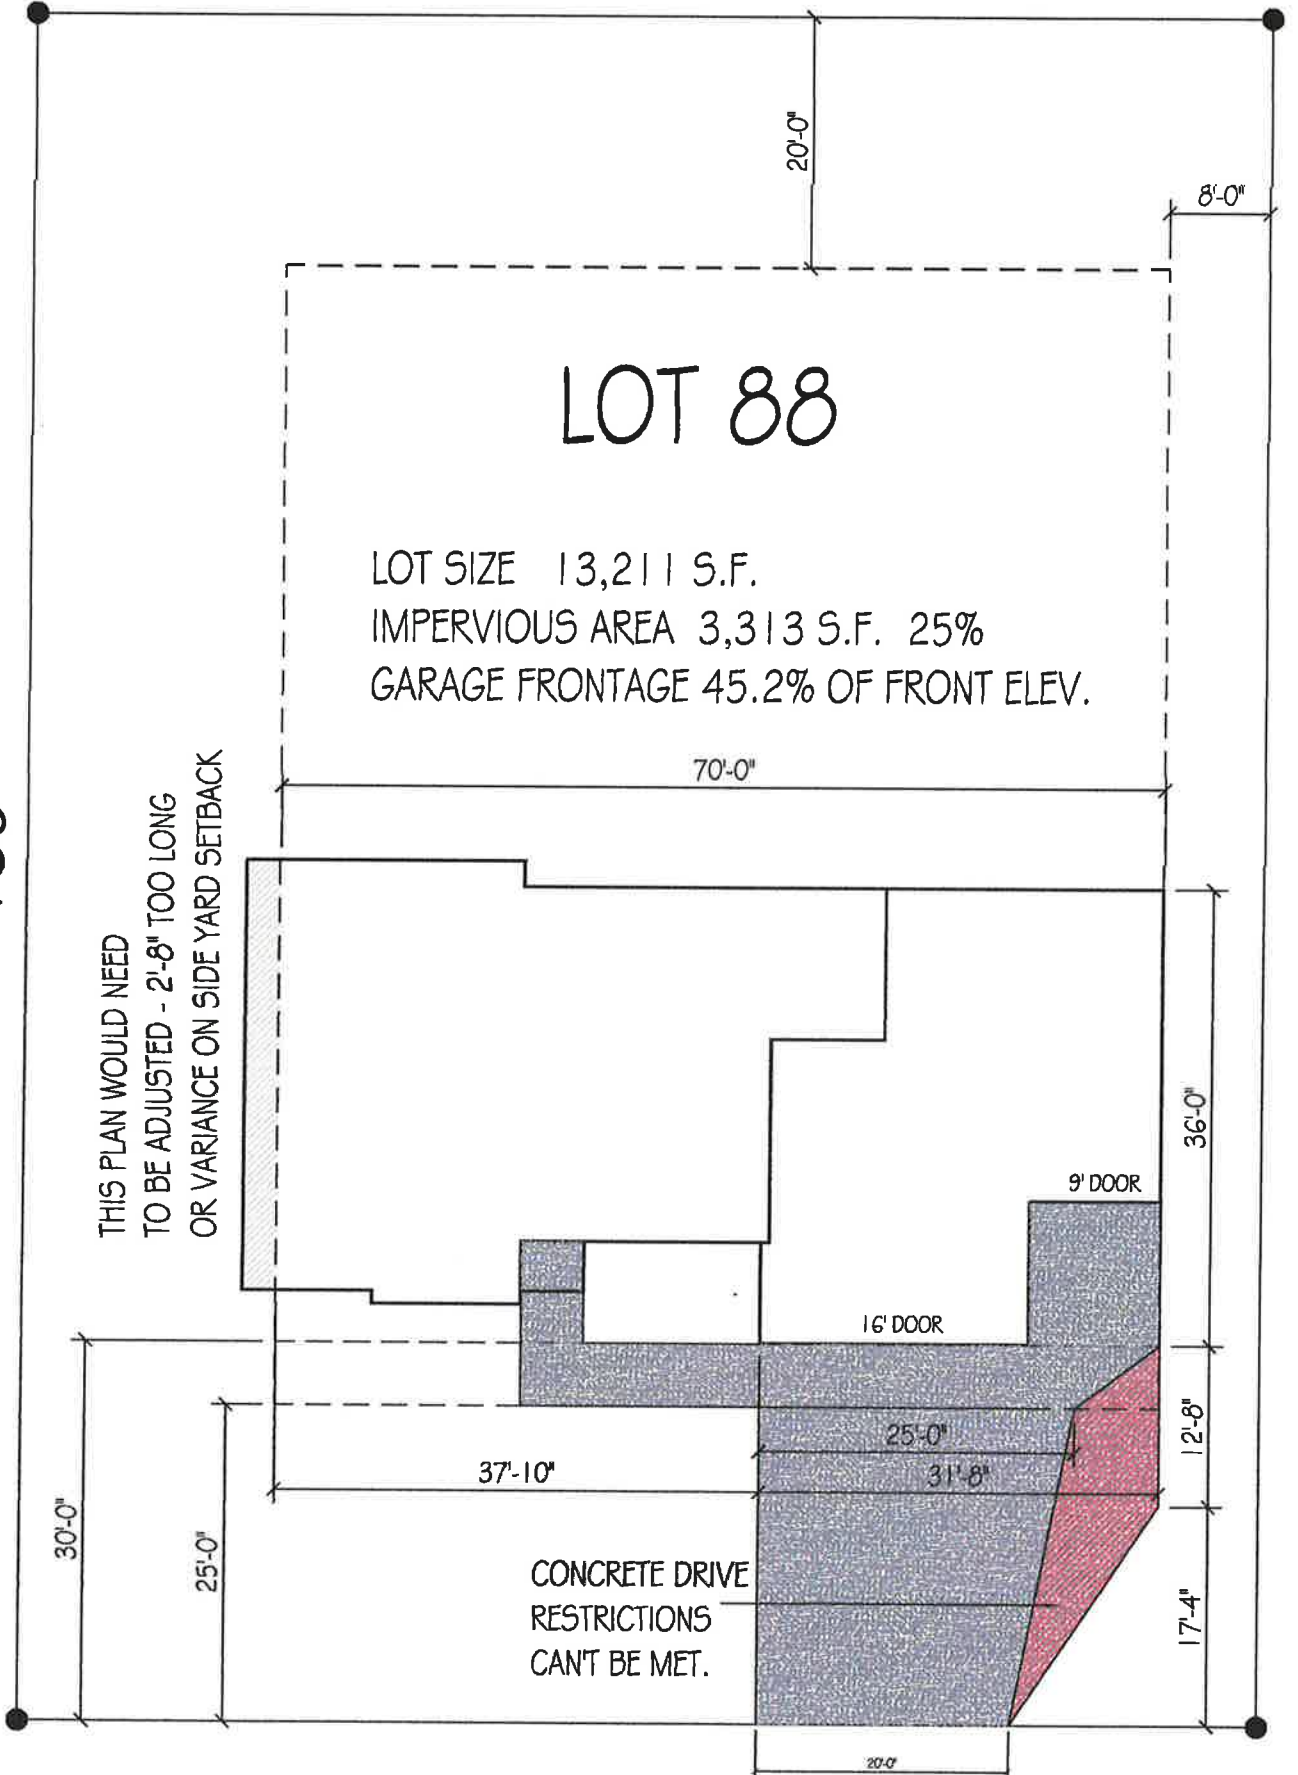 20'-0"
8'-0"
LOT 88
LOT SIZE 13,211 S.F.
IMPERVIOUS AREA 3,313 S.F. 25%
GARAGE FRONTAGE 45.2% OF FRONT ELEV.
70'-0"
THIS PLAN WOULD NEED
TO BE ADJUSTED - 2'-8" TOO LONG
OR VARIANCE ON SIDE YARD SETBACK
36'-0"
9' DOOR
16' DOOR
12'-8"
25'-0"
37'-10"
31'-8"
30'-0"
25'-0"
CONCRETE DRIVE
RESTRICTIONS
CAN'T BE MET.
17'-4"
20'-0"